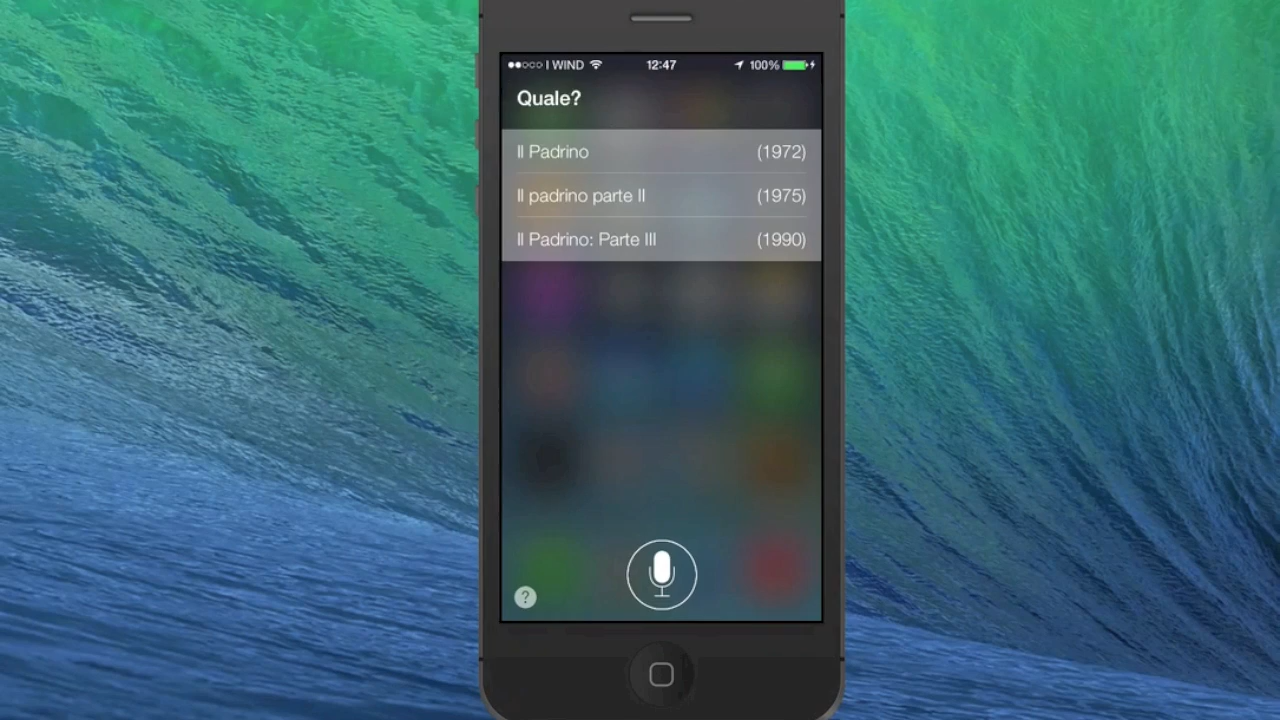 I WIND 12:47 100%
Quale?
Il Padrino (1972)
Il padrino parte II (1975)
Il Padrino: Parte III (1990)
?